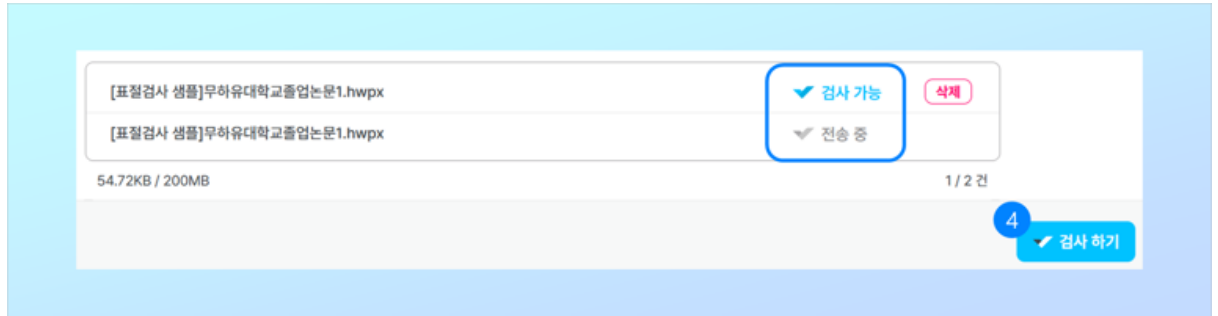 [표절검사 샘플]무하유대학교졸업논문1.hwpx 검사 가능 삭제
[표절검사 샘플]무하유대학교졸업논문1.hwpx 전송 중
54.72KB / 200MB 1 / 2 건
4
검사 하기